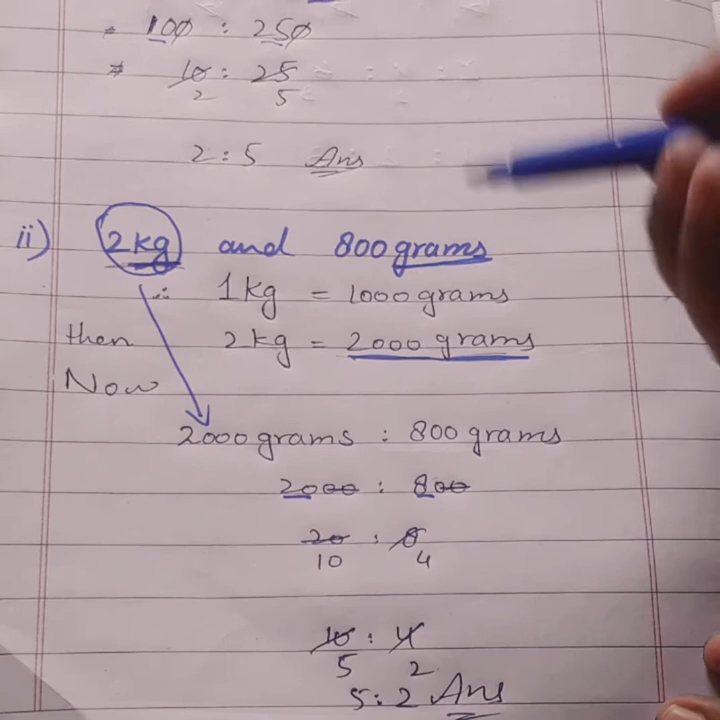 100 : 250
10 : 25
2 5
2 : 5 Ans
ii) 2kg and 800 grams
∵ 1kg = 1000 grams
then 2kg = 2000 grams
Now
2000 grams : 800 grams
2000 : 800
20 : 8
10 4
10 : 4
5 2
5 : 2 Ans